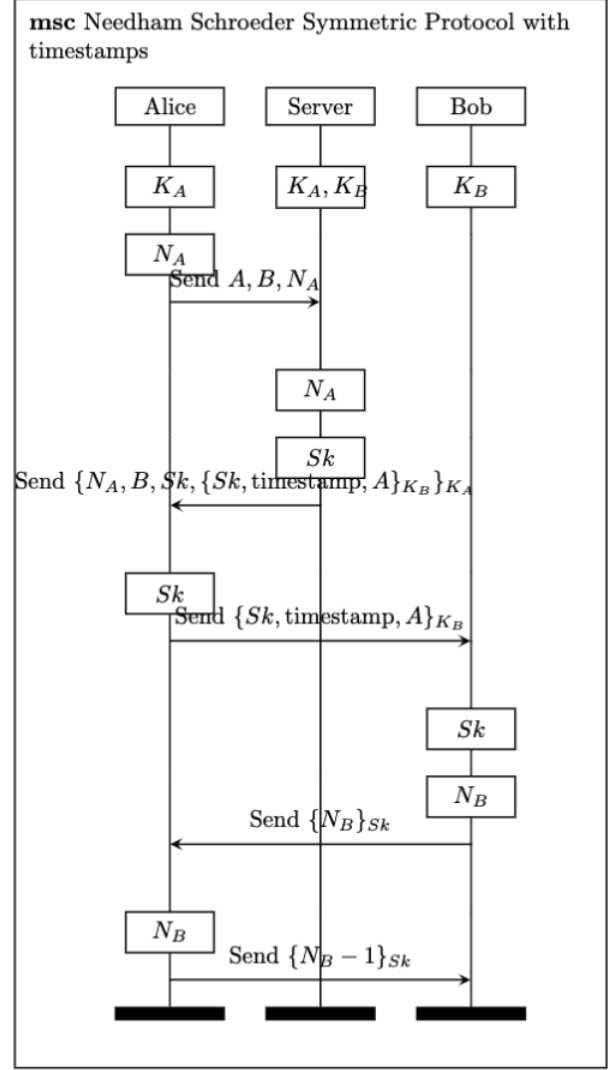 msc Needham Schroeder Symmetric Protocol with
timestamps
Alice Server Bob
K_A K_A, K_B K_B
N_A
Send A, B, N_A
N_A
Sk
Send {N_A, B, Sk, {Sk, timestamp, A}_{K_B}}_{K_A}
Sk
Send {Sk, timestamp, A}_{K_B}
Sk
N_B
Send {N_B}_{Sk}
N_B
Send {N_B − 1}_{Sk}